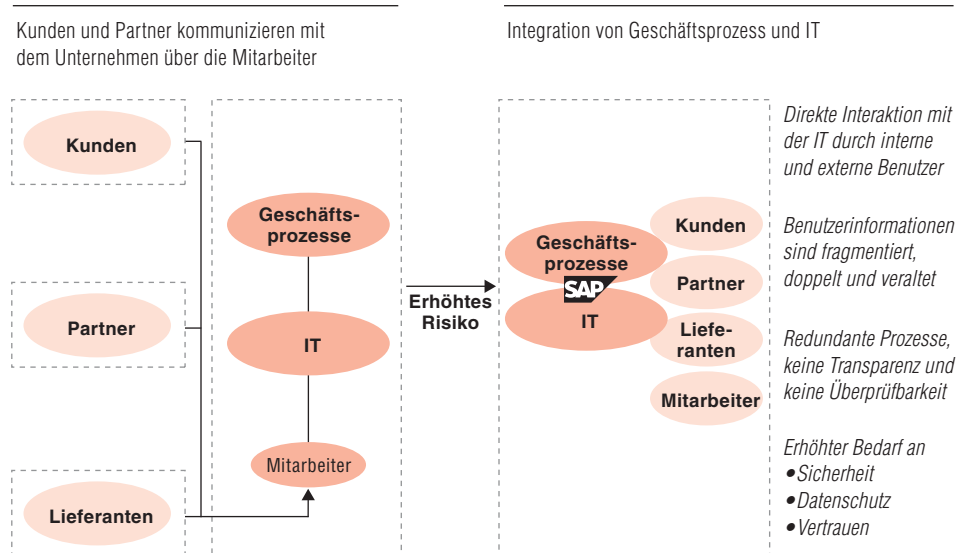 Kunden und Partner kommunizieren mit
dem Unternehmen über die Mitarbeiter
Kunden
Partner
Lieferanten
Geschäfts-
prozesse
IT
Mitarbeiter
Erhöhtes
Risiko
Integration von Geschäftsprozess und IT
Geschäfts-
prozesse
SAP
IT
Kunden
Partner
Liefe-
ranten
Mitarbeiter
Direkte Interaktion mit
der IT durch interne
und externe Benutzer
Benutzerinformationen
sind fragmentiert,
doppelt und veraltet
Redundante Prozesse,
keine Transparenz und
keine Überprüfbarkeit
Erhöhter Bedarf an
• Sicherheit
• Datenschutz
• Vertrauen